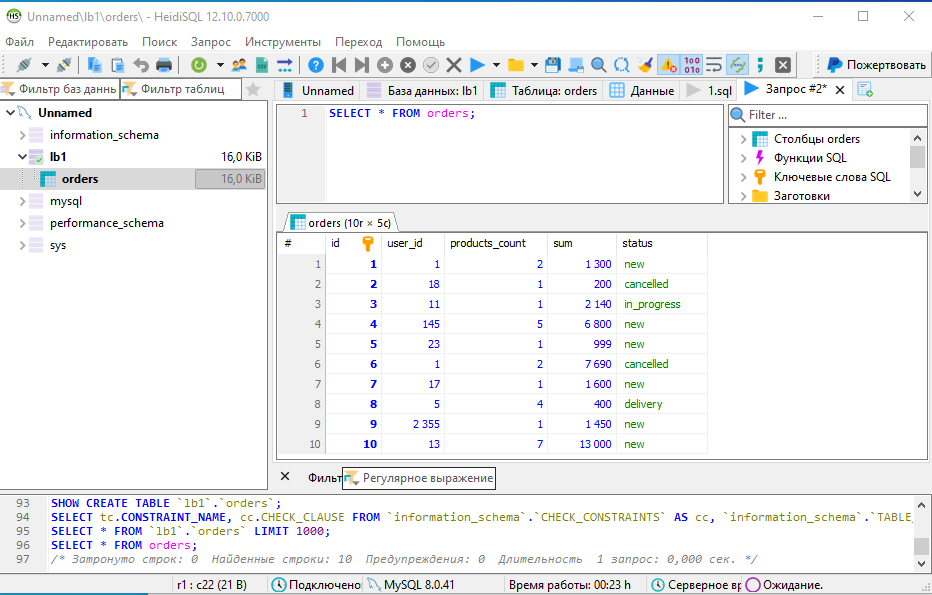 Unnamed\lb1\orders\ - HeidiSQL 12.10.0.7000
Файл Редактировать Поиск Запрос Инструменты Переход Помощь
Пожертвовать
Фильтр баз данны Фильтр таблиц
Unnamed База данных: lb1 Таблица: orders Данные 1.sql Запрос #2*
Unnamed
information_schema
lb1 16,0 KiB
orders 16,0 KiB
mysql
performance_schema
sys
1 SELECT * FROM orders;
Filter ...
Столбцы orders
Функции SQL
Ключевые слова SQL
Заготовки
orders (10r × 5c)
# id user_id products_count sum status
1 1 1 2 1 300 new
2 2 18 1 200 cancelled
3 3 11 1 2 140 in_progress
4 4 145 5 6 800 new
5 5 23 1 999 new
6 6 1 2 7 690 cancelled
7 7 17 1 1 600 new
8 8 5 4 400 delivery
9 9 2 355 1 1 450 new
10 10 13 7 13 000 new
Фильт Регулярное выражение
93 SHOW CREATE TABLE `lb1`.`orders`;
94 SELECT tc.CONSTRAINT_NAME, cc.CHECK_CLAUSE FROM `information_schema`.`CHECK_CONSTRAINTS` AS cc, `information_schema`.`TABLE_
95 SELECT * FROM `lb1`.`orders` LIMIT 1000;
96 SELECT * FROM orders;
97 /* Затронуто строк: 0 Найденные строки: 10 Предупреждения: 0 Длительность 1 запрос: 0,000 сек. */
r1 : c22 (21 B) Подключено: MySQL 8.0.41 Время работы: 00:23 h Серверное вр Ожидание.